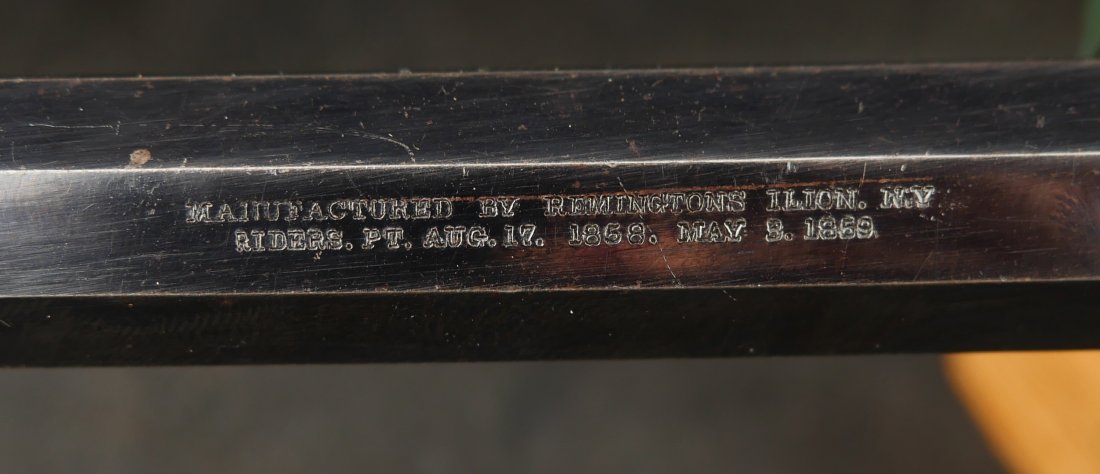 MANUFACTURED BY REMINGTONS ILION. N.Y
RIDERS. PT. AUG. 17. 1858. MAY 3. 1859.